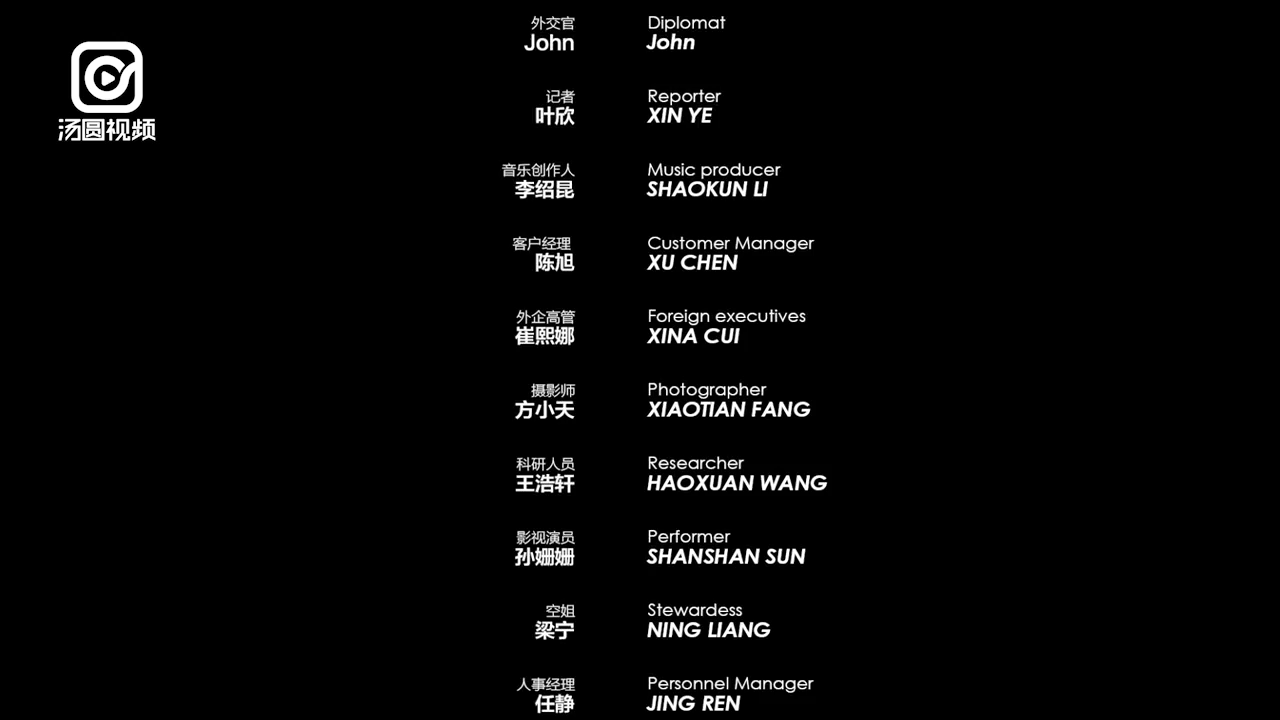 汤圆视频
外交官 Diplomat
John John
记者 Reporter
叶欣 XIN YE
音乐创作人 Music producer
李绍昆 SHAOKUN LI
客户经理 Customer Manager
陈旭 XU CHEN
外企高管 Foreign executives
崔熙娜 XINA CUI
摄影师 Photographer
方小天 XIAOTIAN FANG
科研人员 Researcher
王浩轩 HAOXUAN WANG
影视演员 Performer
孙姗姗 SHANSHAN SUN
空姐 Stewardess
梁宁 NING LIANG
人事经理 Personnel Manager
任静 JING REN